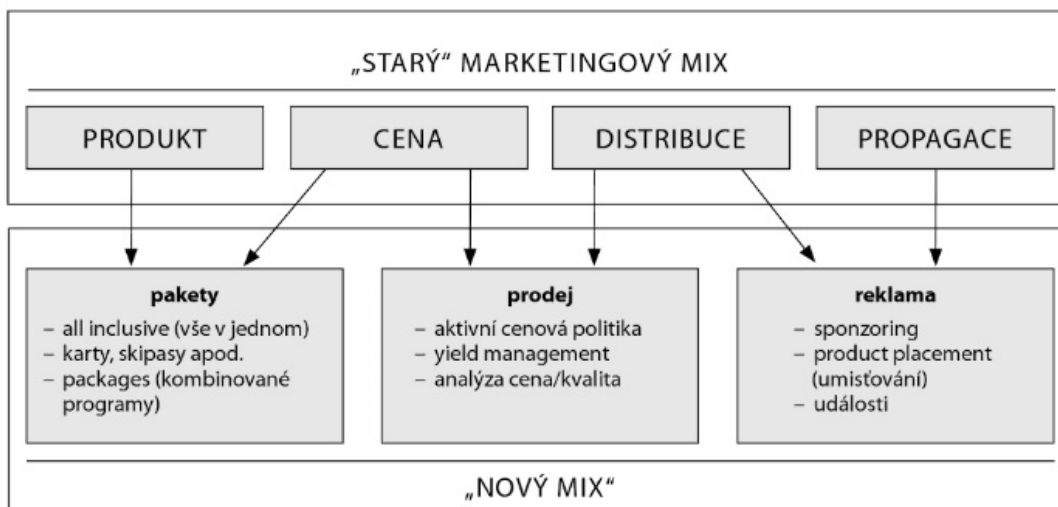 „STARÝ“ MARKETINGOVÝ MIX
PRODUKT
CENA
DISTRIBUCE
PROPAGACE
pakety
– all inclusive (vše v jednom)
– karty, skipasy apod.
– packages (kombinované
programy)
prodej
– aktivní cenová politika
– yield management
– analýza cena/kvalita
reklama
– sponzoring
– product placement
(umisťování)
– události
„NOVÝ MIX“